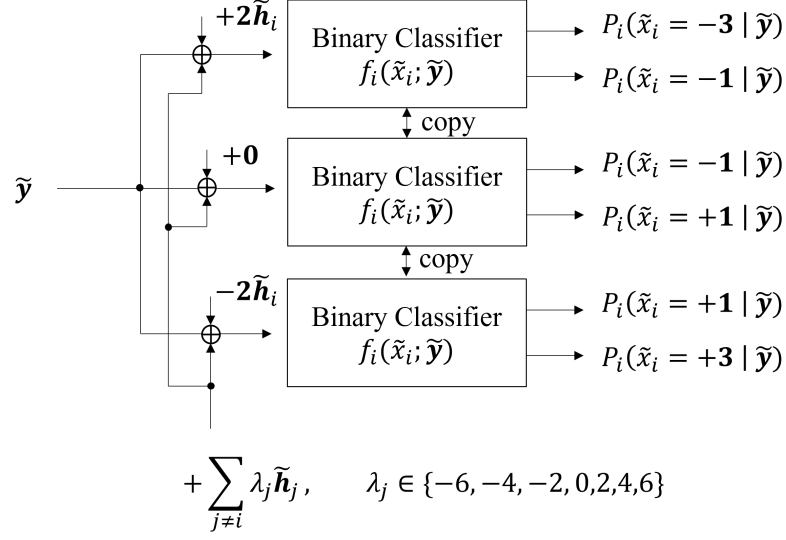 +2h̃ᵢ
Binary Classifier
fᵢ(x̃ᵢ; ỹ)
Pᵢ(x̃ᵢ = −3 | ỹ)
Pᵢ(x̃ᵢ = −1 | ỹ)
copy
+0
ỹ
Binary Classifier
fᵢ(x̃ᵢ; ỹ)
Pᵢ(x̃ᵢ = −1 | ỹ)
Pᵢ(x̃ᵢ = +1 | ỹ)
copy
−2h̃ᵢ
Binary Classifier
fᵢ(x̃ᵢ; ỹ)
Pᵢ(x̃ᵢ = +1 | ỹ)
Pᵢ(x̃ᵢ = +3 | ỹ)
+ ∑_{j≠i} λⱼh̃ⱼ, λⱼ ∈ {−6, −4, −2, 0,2,4,6}